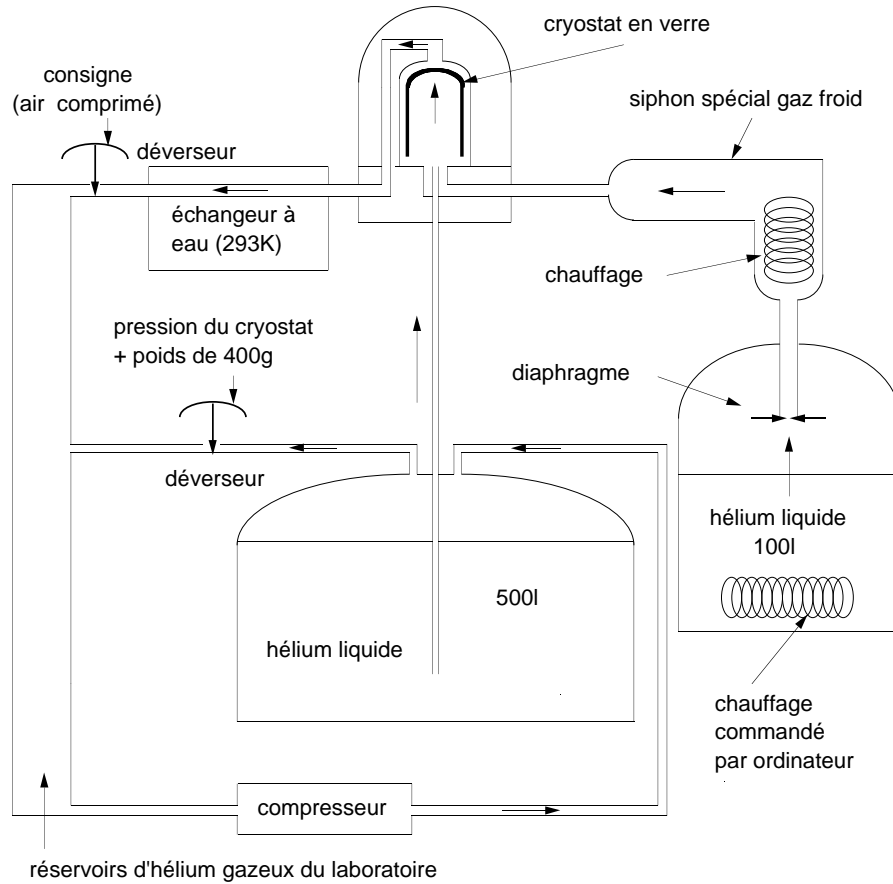 cryostat en verre
consigne
(air comprimé)
siphon spécial gaz froid
déverseur
échangeur à
eau (293K)
chauffage
pression du cryostat
+ poids de 400g
diaphragme
déverseur
hélium liquide
100l
500l
hélium liquide
chauffage
commandé
par ordinateur
compresseur
réservoirs d'hélium gazeux du laboratoire